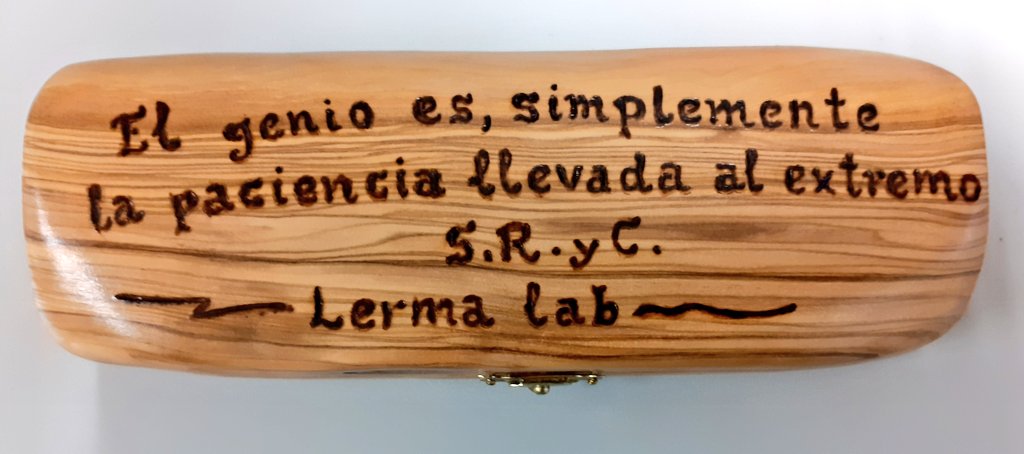 El genio es, simplemente
la paciencia llevada al extremo
S.R.yC.
Lerma lab